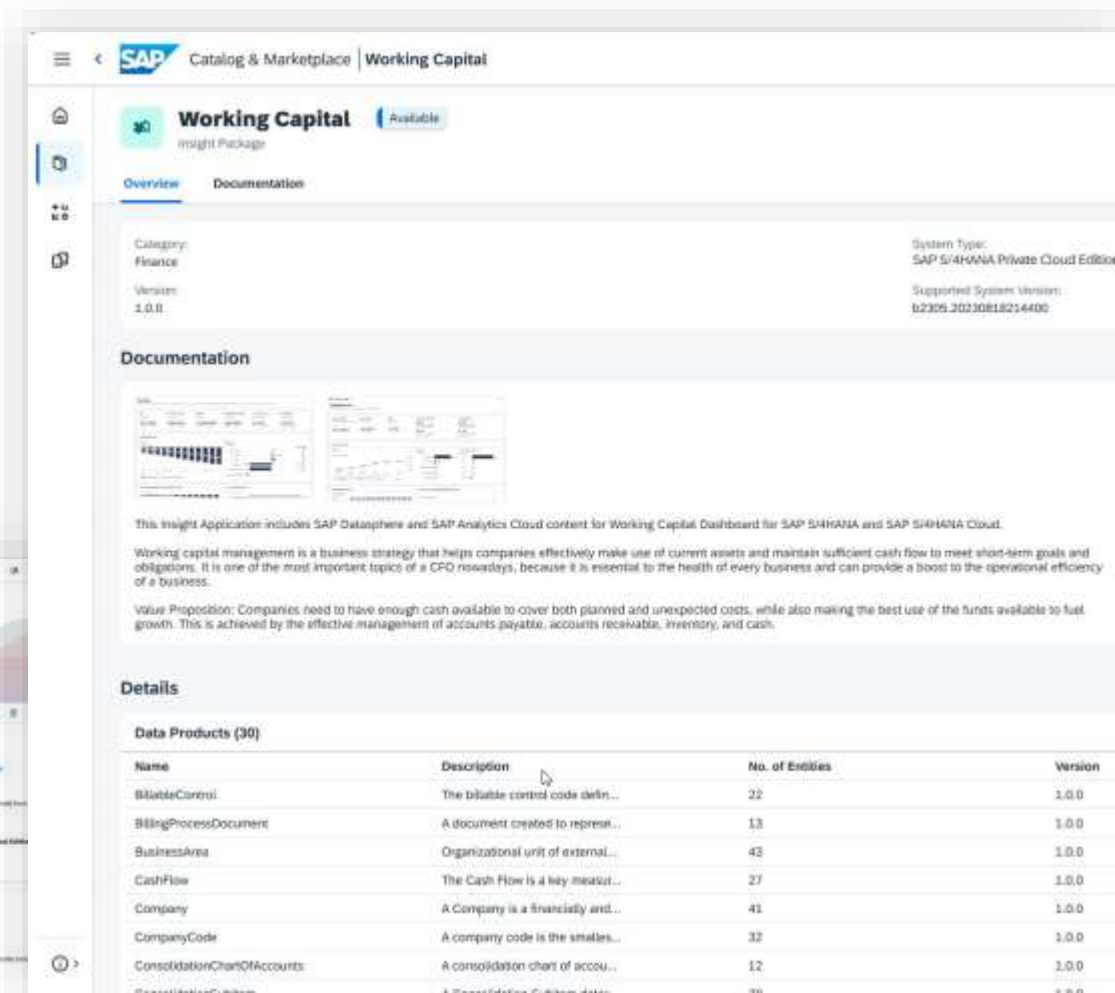 SAP Catalog & Marketplace | Working Capital
Working Capital Available
Insight Package
Overview Documentation
Category: System Type:
Finance SAP S/4HANA Private Cloud Edition
Version: Supported System Version:
1.0.0 b2305.20230818214400
Documentation
This Insight Application includes SAP Datasphere and SAP Analytics Cloud content for Working Capital Dashboard for SAP S/4HANA and SAP S/4HANA Cloud.
Working capital management is a business strategy that helps companies effectively make use of current assets and maintain sufficient cash flow to meet short-term goals and
obligations. It is one of the most important topics of a CFO nowadays, because it is essential to the health of every business and can provide a boost to the operational efficiency
of a business.
Value Proposition: Companies need to have enough cash available to cover both planned and unexpected costs, while also making the best use of the funds available to fuel
growth. This is achieved by the effective management of accounts payable, accounts receivable, inventory, and cash.
Details
Data Products (30)
Name Description No. of Entities Version
BillableControl The billable control code defin... 22 1.0.0
BillingProcessDocument A document created to represe... 13 1.0.0
BusinessArea Organizational unit of external... 43 1.0.0
CashFlow The Cash Flow is a key measur... 27 1.0.0
Company A Company is a financially and... 41 1.0.0
CompanyCode A company code is the smalles... 32 1.0.0
ConsolidationChartOfAccounts A consolidation chart of accou... 12 1.0.0